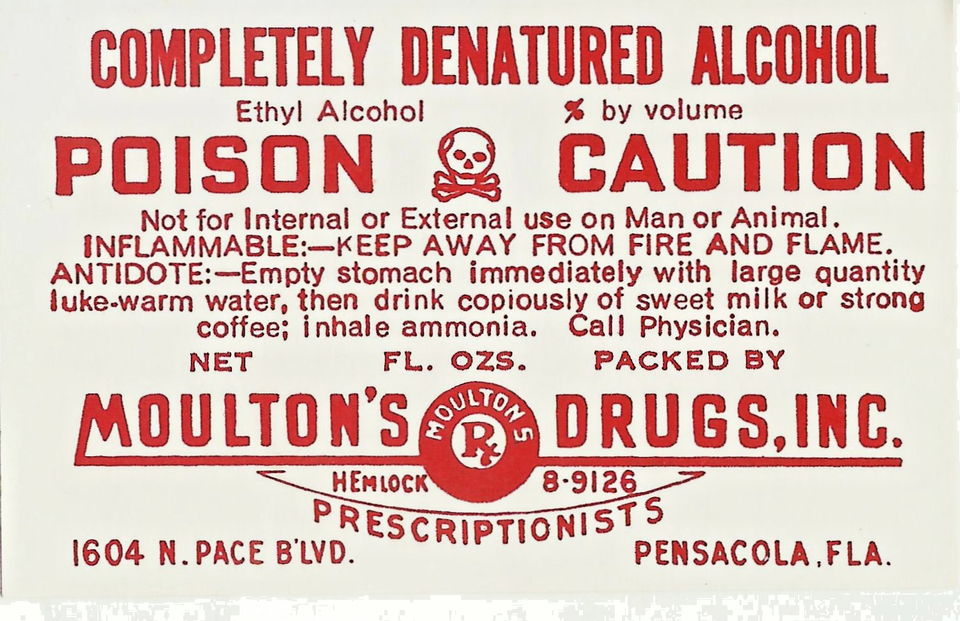 COMPLETELY DENATURED ALCOHOL
Ethyl Alcohol % by volume
POISON CAUTION
Not for Internal or External use on Man or Animal.
INFLAMMABLE:—KEEP AWAY FROM FIRE AND FLAME.
ANTIDOTE:—Empty stomach immediately with large quantity
luke-warm water, then drink copiously of sweet milk or strong
coffee; inhale ammonia. Call Physician.
NET FL. OZS. PACKED BY
MOULTON'S MOULTON'S Rx DRUGS, INC.
HEMLOCK 8-9126
PRESCRIPTIONISTS
1604 N. PACE B'LVD. PENSACOLA, FLA.